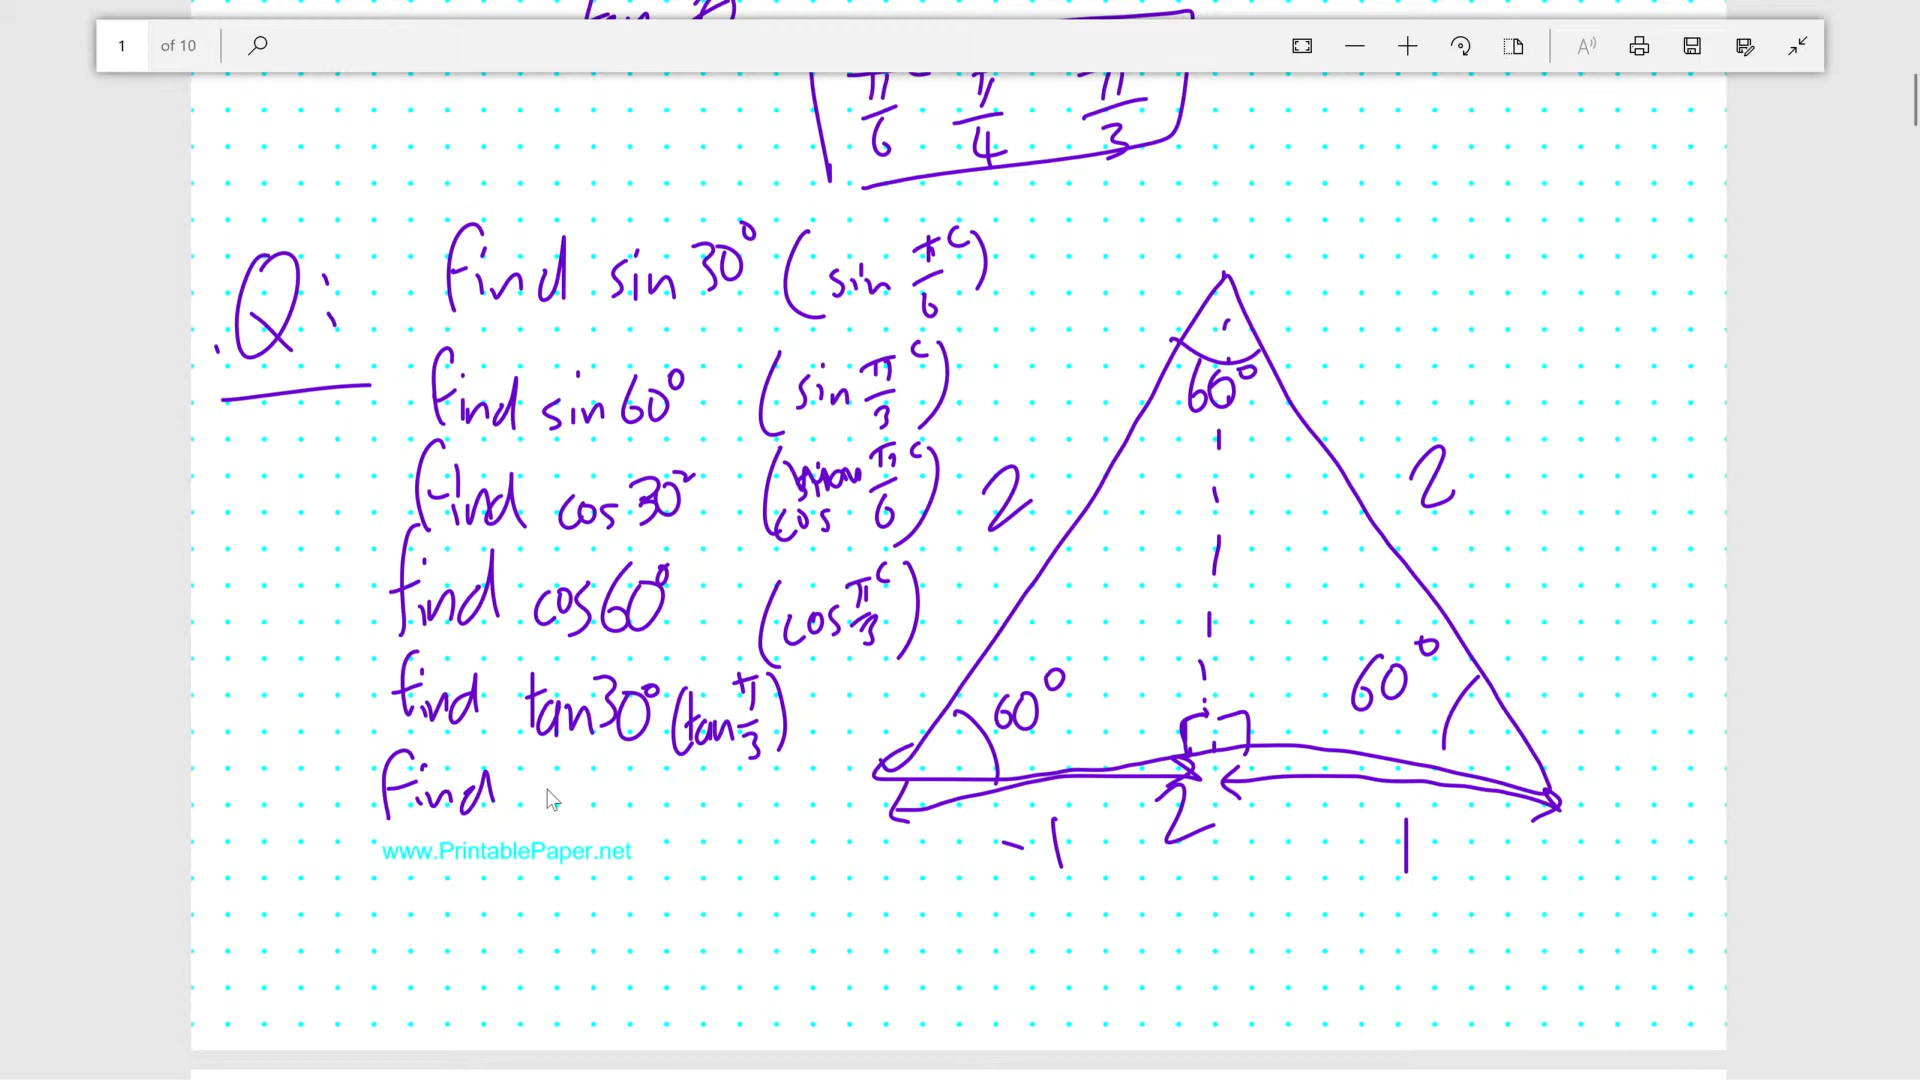 1 of 10
π/6 π/4 π/3
Q:
find sin 30° (sin π/6 ᶜ)
find sin 60° (sin π/3 ᶜ)
find cos 30° (cos π/6 ᶜ)
find cos 60° (cos π/3 ᶜ)
find tan 30° (tan π/3)
find
60°
2
2
60°
60°
2
1
1
www.PrintablePaper.net